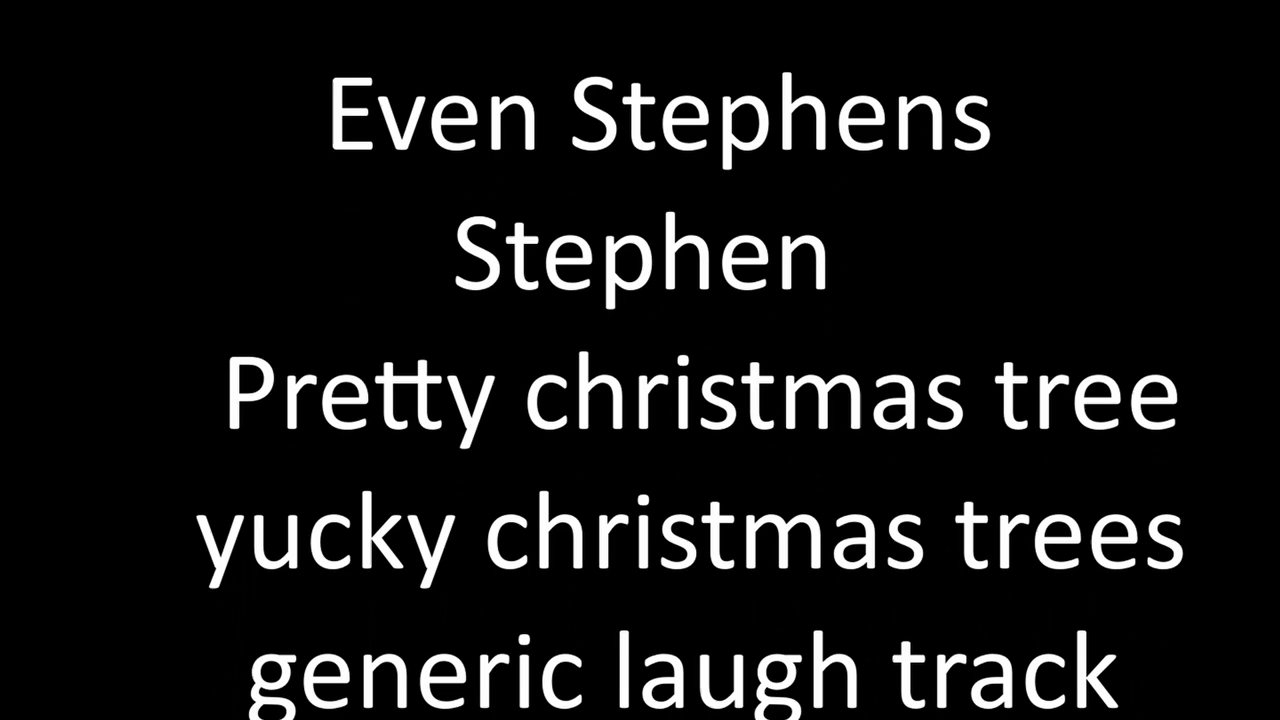 Even Stephens
Stephen
Pretty christmas tree
yucky christmas trees
generic laugh track